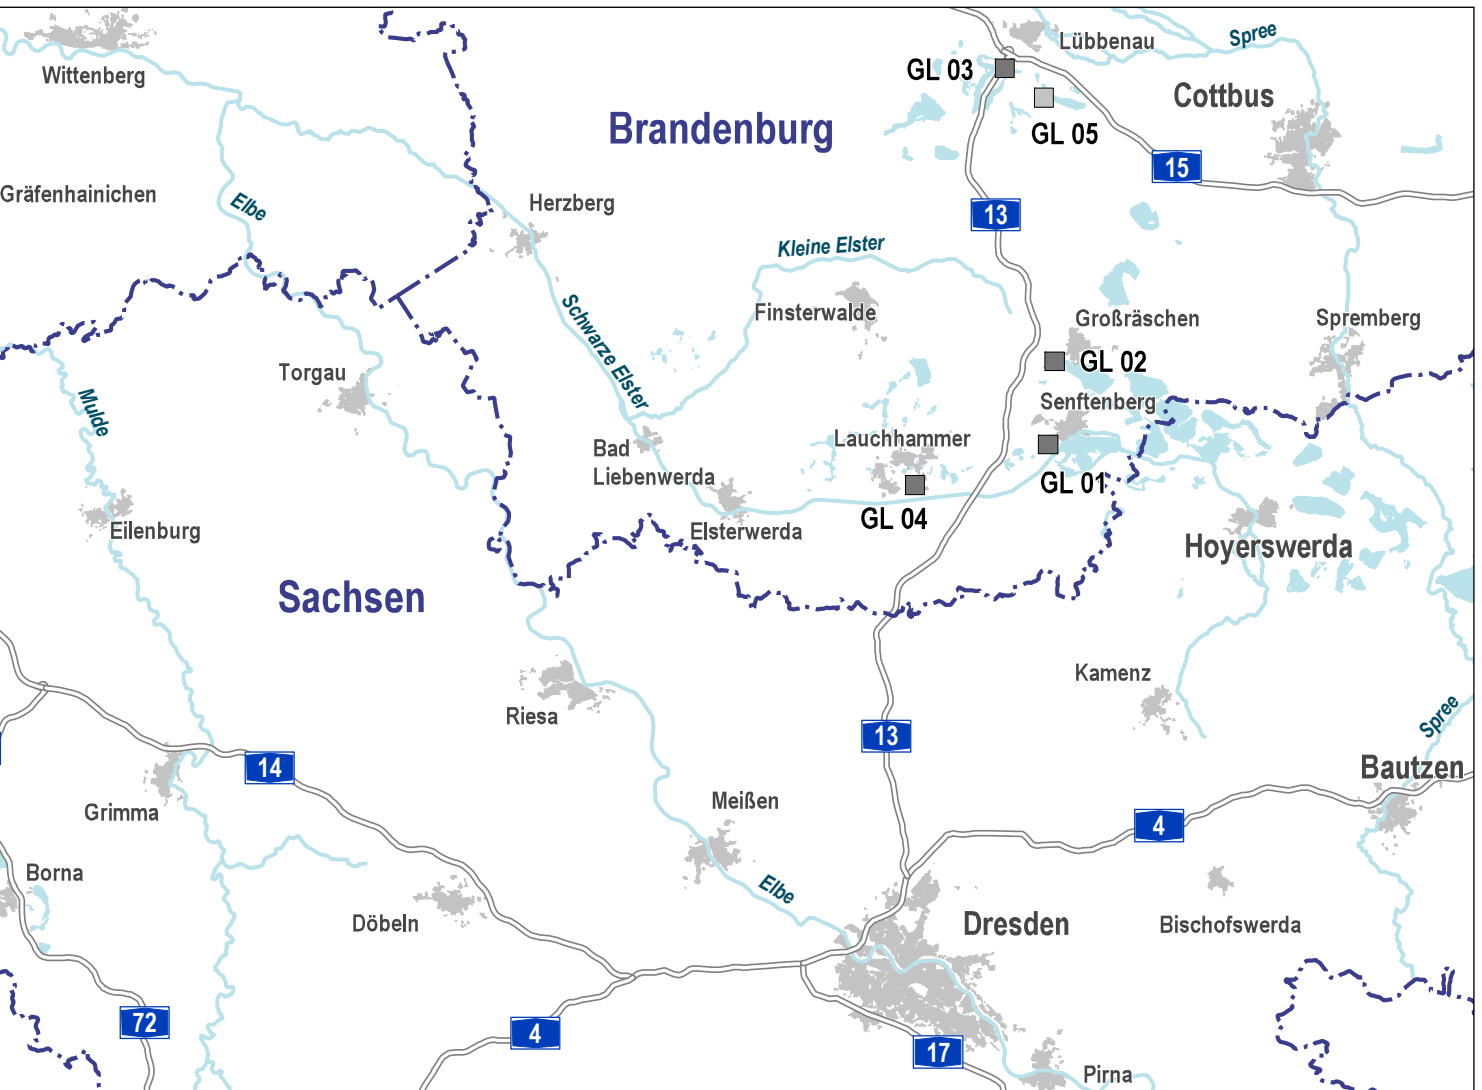 Lübbenau
Spree
Wittenberg
GL 03
Cottbus
GL 05
Brandenburg
15
Gräfenhainichen
Elbe
Herzberg
13
Kleine Elster
Schwarze Elster
Finsterwalde
Großräschen
Spremberg
Torgau
GL 02
Mulde
Senftenberg
Bad
Liebenwerda
Lauchhammer
GL 01
Eilenburg
Elsterwerda
GL 04
Hoyerswerda
Sachsen
Kamenz
Riesa
Spree
13
14
Bautzen
Meißen
Grimma
4
Borna
Elbe
Döbeln
Dresden
Bischofswerda
72
4
17
Pirna